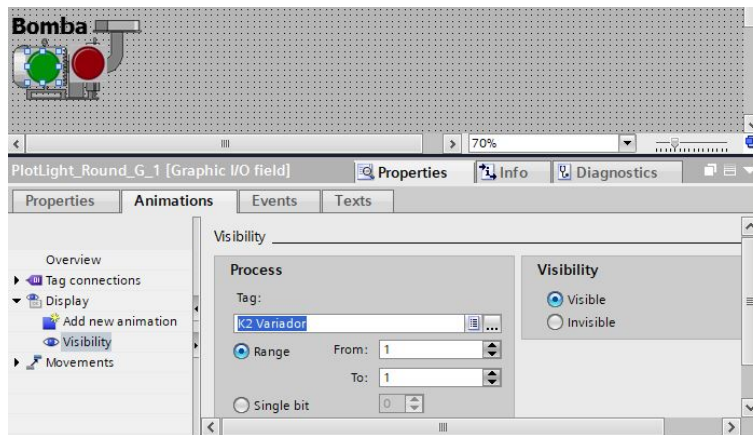 Bomba
70%
PlotLight_Round_G_1 [Graphic I/O field]
Properties
Info
Diagnostics
Properties
Animations
Events
Texts
Visibility
Overview
Tag connections
Display
Add new animation
Visibility
Movements
Process
Tag:
K2 Variador
...
Range
From: 1
To: 1
Single bit
0
Visibility
Visible
Invisible